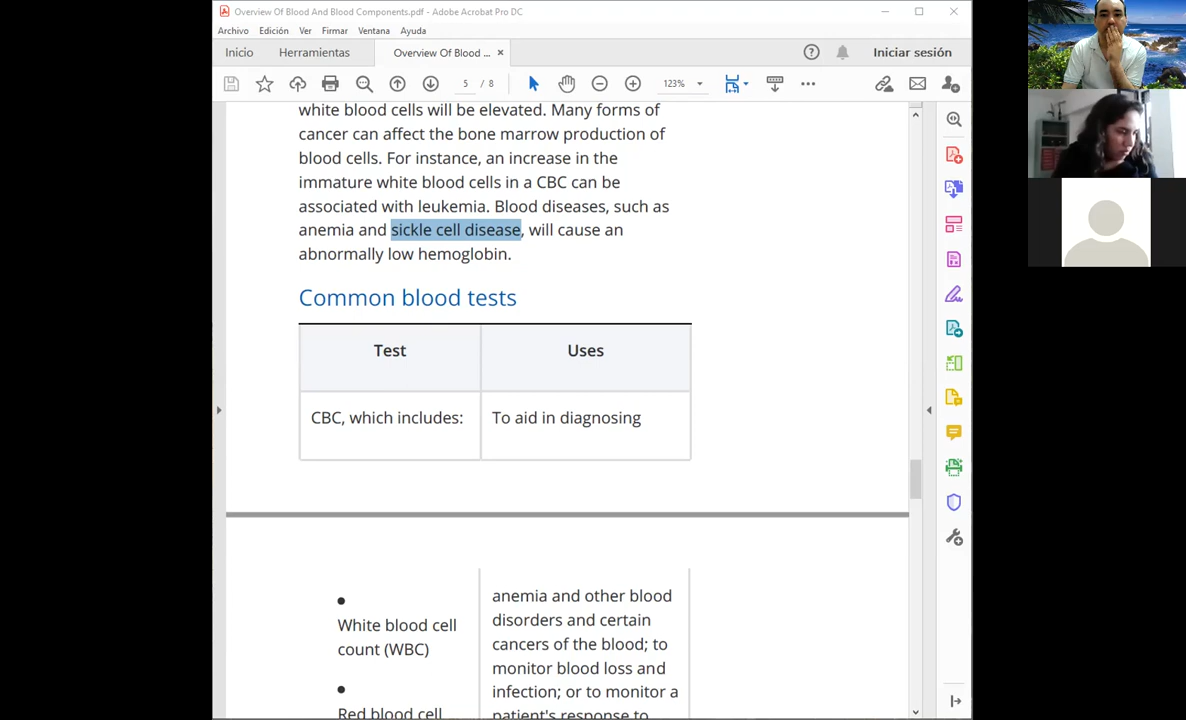 Overview Of Blood And Blood Components.pdf - Adobe Acrobat Pro DC
Archivo Edición Ver Firmar Ventana Ayuda
Inicio Herramientas Overview Of Blood ... × Iniciar sesión
5 / 8 123%
white blood cells will be elevated. Many forms of
cancer can affect the bone marrow production of
blood cells. For instance, an increase in the
immature white blood cells in a CBC can be
associated with leukemia. Blood diseases, such as
anemia and sickle cell disease, will cause an
abnormally low hemoglobin.
Common blood tests
Test Uses
CBC, which includes: To aid in diagnosing
anemia and other blood
disorders and certain
cancers of the blood; to
monitor blood loss and
infection; or to monitor a
patient's response to
• White blood cell
count (WBC)
• Red blood cell